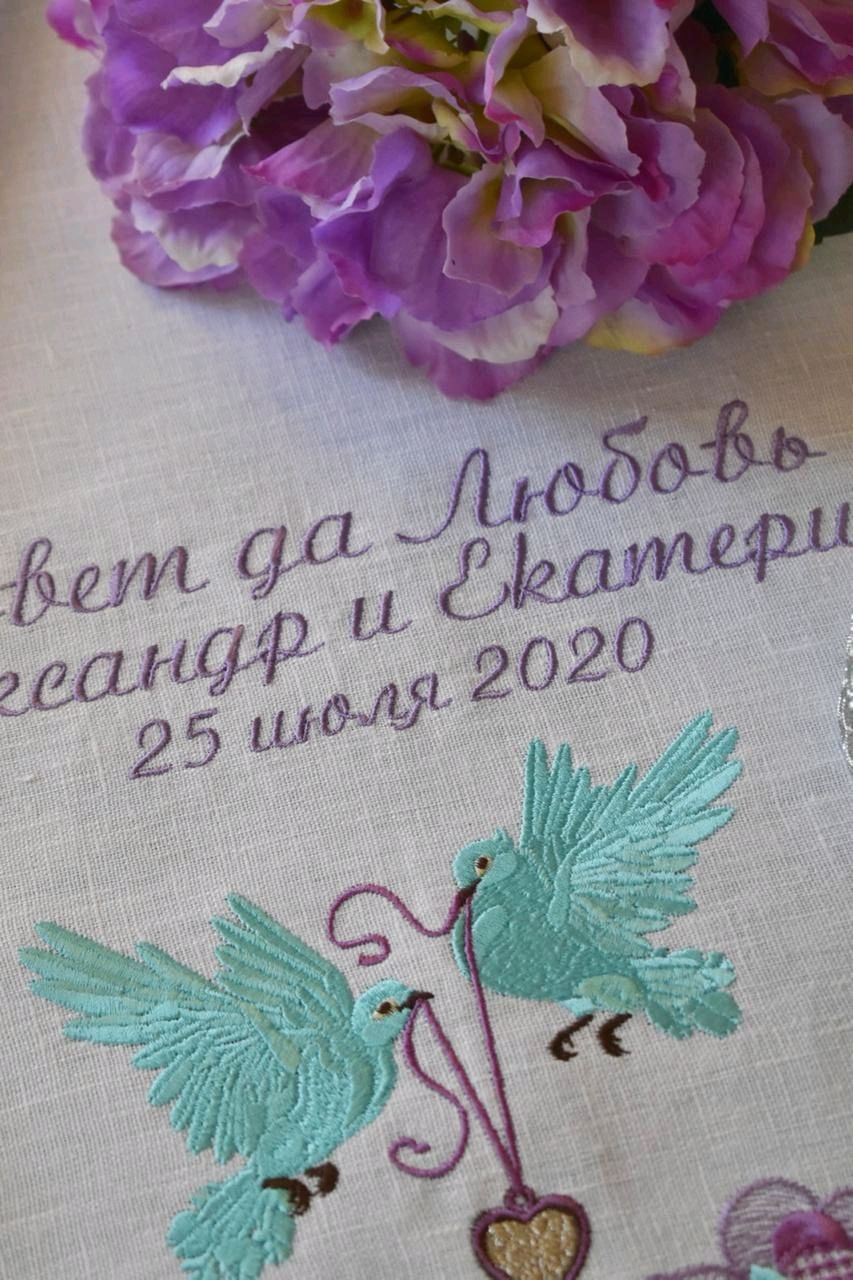 вет да Любовь
ксандр и Екатери
25 июля 2020